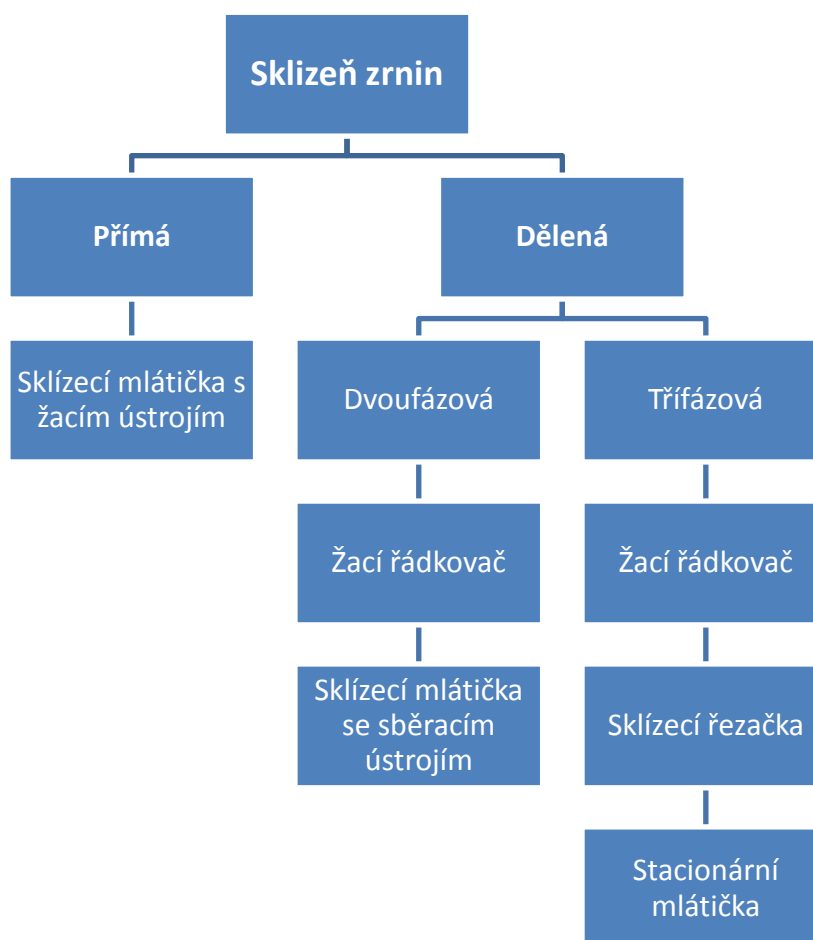 Sklizeň zrnin
Přímá
Dělená
Sklízecí mlátička s
žacím ústrojím
Dvoufázová
Třífázová
Žací řádkovač
Žací řádkovač
Sklízecí mlátička
se sběracím
ústrojím
Sklízecí řezačka
Stacionární
mlátička